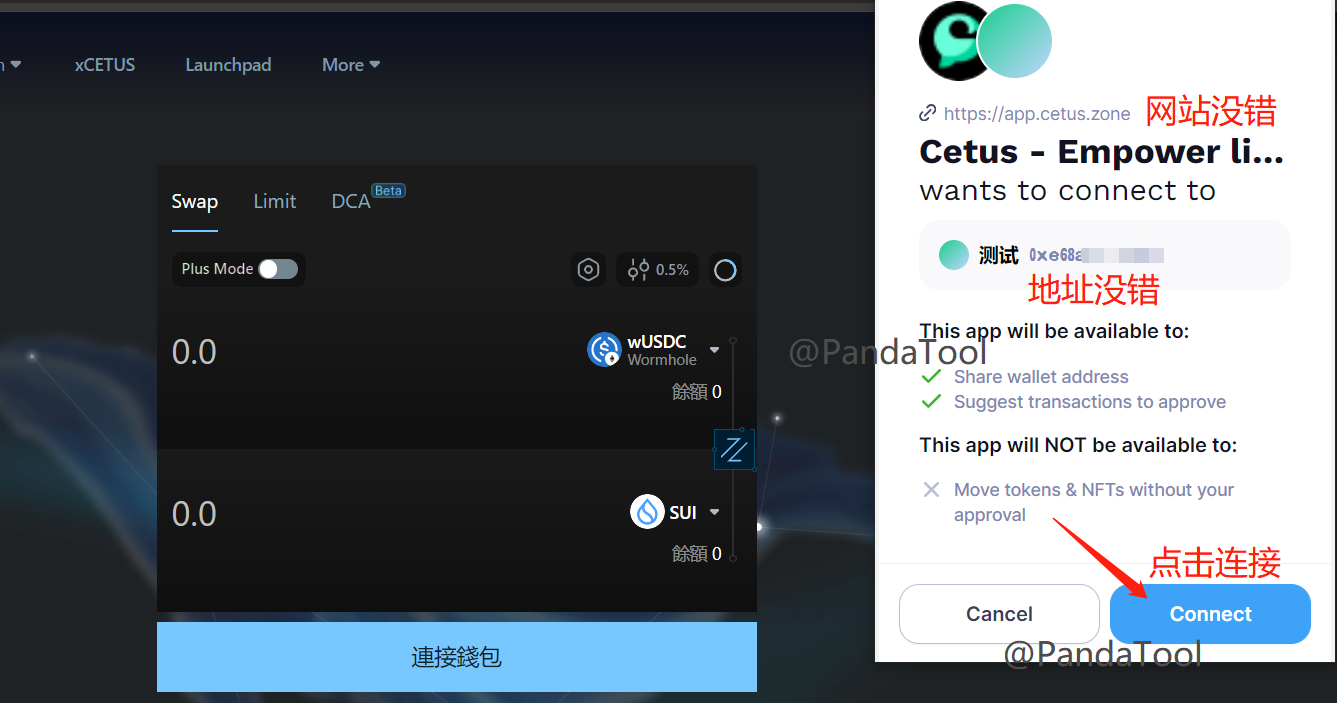 xCETUS
Launchpad
More
Swap
Limit
DCA
Beta
Plus Mode
0.5%
0.0
wUSDC
Wormhole
餘額 0
0.0
SUI
餘額 0
連接錢包
@PandaTool
https://app.cetus.zone
网站没错
Cetus - Empower li...
wants to connect to
测试 0xe68a
地址没错
This app will be available to:
Share wallet address
Suggest transactions to approve
This app will NOT be available to:
Move tokens & NFTs without your
approval
点击连接
Cancel
Connect
@PandaTool